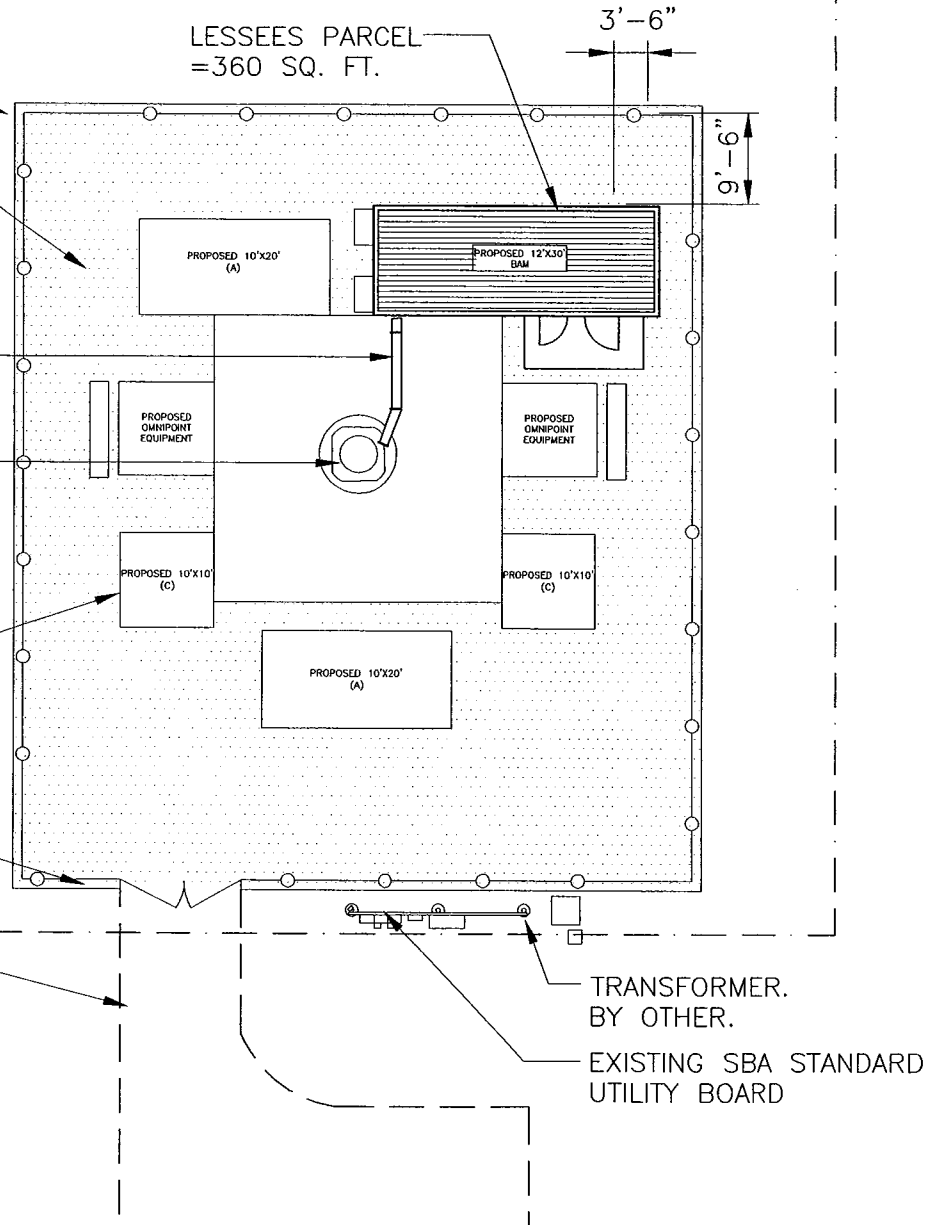 3'-6"
LESSEES PARCEL
=360 SQ. FT.
9'-6"
PROPOSED 10'X20'
(A)
PROPOSED 12'X30'
BAM
PROPOSED
OMNIPOINT
EQUIPMENT
PROPOSED
OMNIPOINT
EQUIPMENT
PROPOSED 10'X10'
(C)
PROPOSED 10'X10'
(C)
PROPOSED 10'X20'
(A)
TRANSFORMER.
BY OTHER.
EXISTING SBA STANDARD
UTILITY BOARD